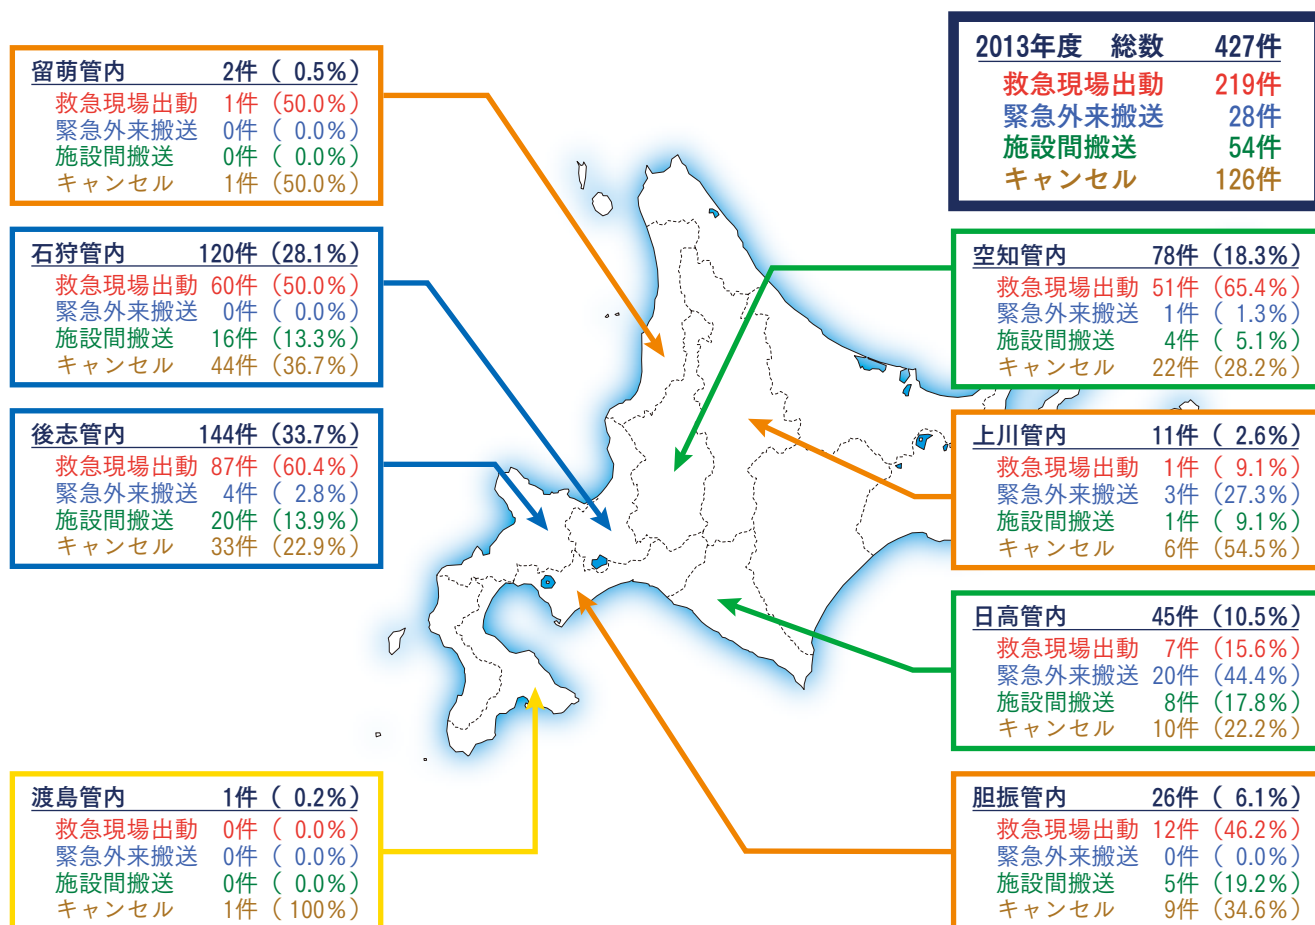 2013年度 総数 427件
救急現場出動 219件
緊急外来搬送 28件
施設間搬送 54件
キャンセル 126件
留萌管内 2件 ( 0.5%)
救急現場出動 1件 (50.0%)
緊急外来搬送 0件 ( 0.0%)
施設間搬送 0件 ( 0.0%)
キャンセル 1件 (50.0%)
石狩管内 120件 (28.1%)
救急現場出動 60件 (50.0%)
緊急外来搬送 0件 ( 0.0%)
施設間搬送 16件 (13.3%)
キャンセル 44件 (36.7%)
後志管内 144件 (33.7%)
救急現場出動 87件 (60.4%)
緊急外来搬送 4件 ( 2.8%)
施設間搬送 20件 (13.9%)
キャンセル 33件 (22.9%)
渡島管内 1件 ( 0.2%)
救急現場出動 0件 ( 0.0%)
緊急外来搬送 0件 ( 0.0%)
施設間搬送 0件 ( 0.0%)
キャンセル 1件 ( 100%)
空知管内 78件 (18.3%)
救急現場出動 51件 (65.4%)
緊急外来搬送 1件 ( 1.3%)
施設間搬送 4件 ( 5.1%)
キャンセル 22件 (28.2%)
上川管内 11件 ( 2.6%)
救急現場出動 1件 ( 9.1%)
緊急外来搬送 3件 (27.3%)
施設間搬送 1件 ( 9.1%)
キャンセル 6件 (54.5%)
日高管内 45件 (10.5%)
救急現場出動 7件 (15.6%)
緊急外来搬送 20件 (44.4%)
施設間搬送 8件 (17.8%)
キャンセル 10件 (22.2%)
胆振管内 26件 ( 6.1%)
救急現場出動 12件 (46.2%)
緊急外来搬送 0件 ( 0.0%)
施設間搬送 5件 (19.2%)
キャンセル 9件 (34.6%)